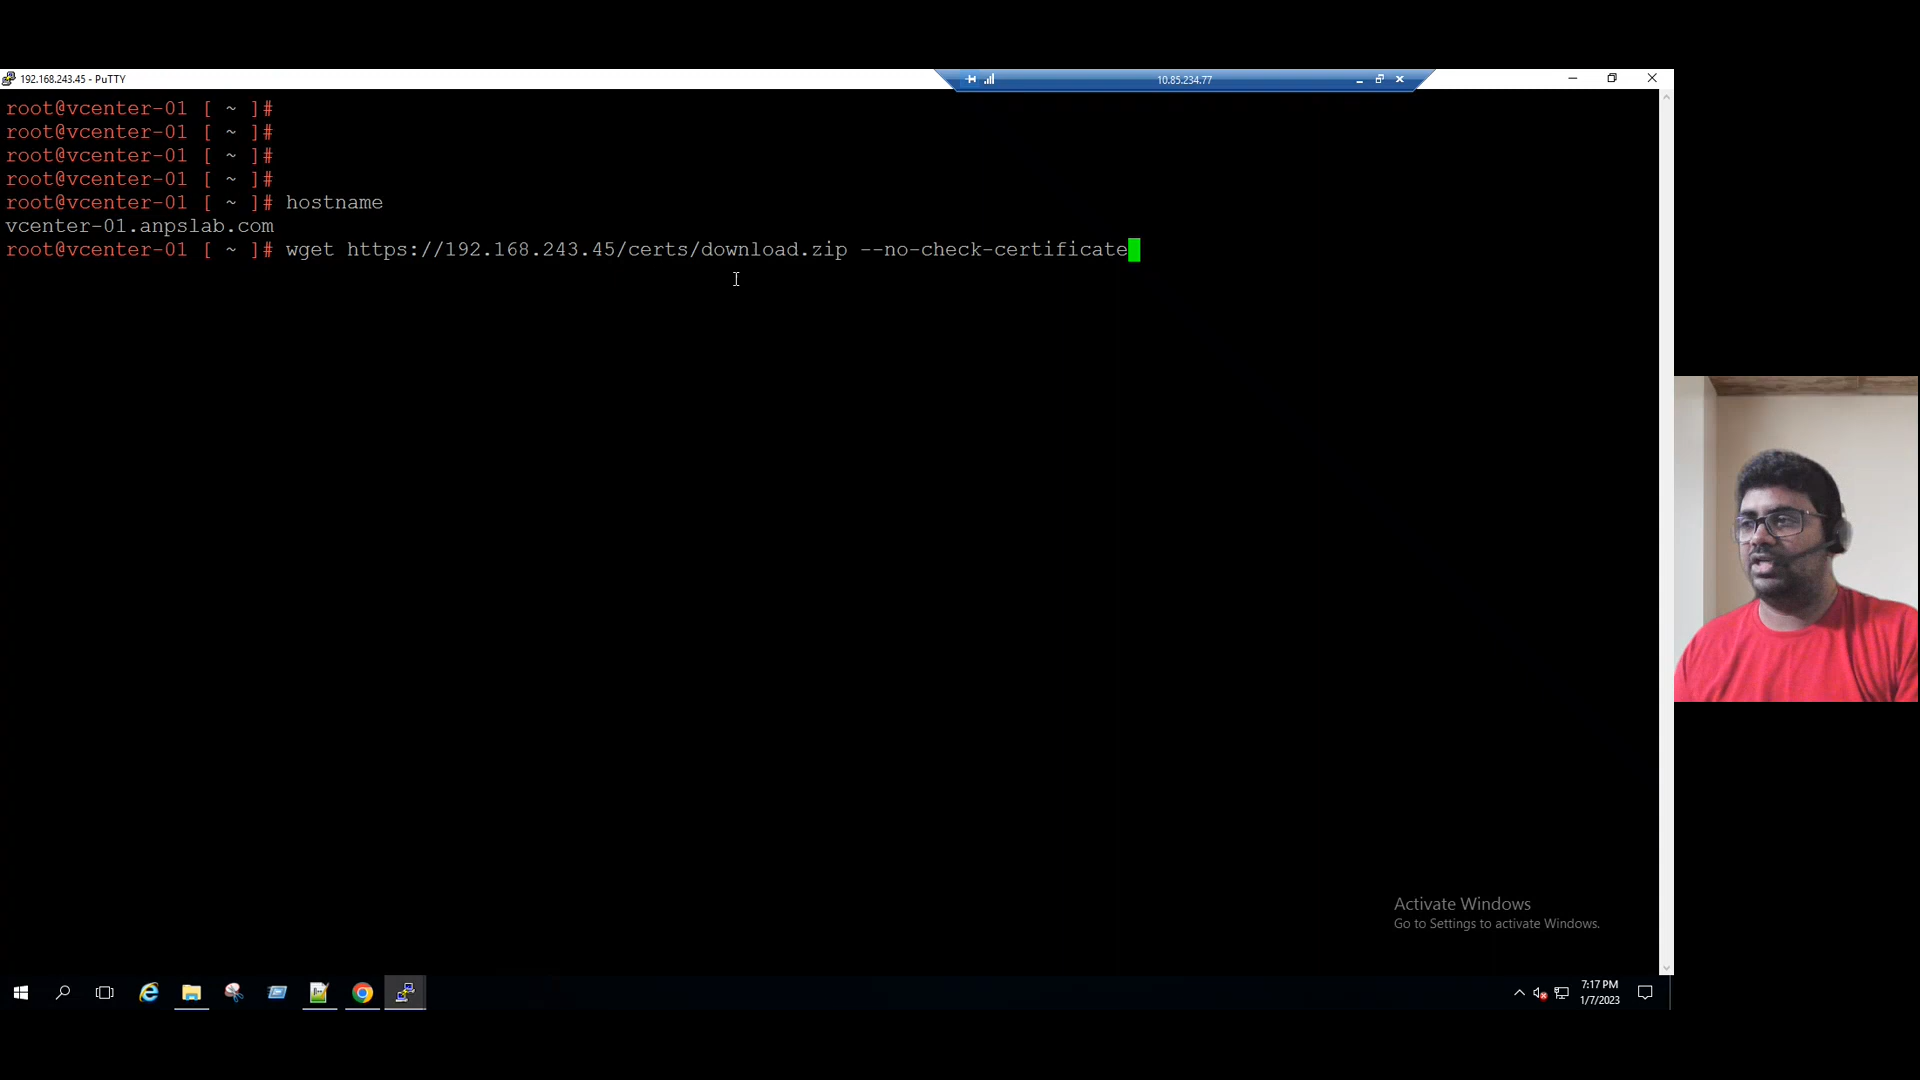 192.168.243.45 - PuTTY
10.85.234.77
root@vcenter-01 [ ~ ]#
root@vcenter-01 [ ~ ]#
root@vcenter-01 [ ~ ]#
root@vcenter-01 [ ~ ]#
root@vcenter-01 [ ~ ]# hostname
vcenter-01.anpslab.com
root@vcenter-01 [ ~ ]# wget https://192.168.243.45/certs/download.zip --no-check-certificate
Activate Windows
Go to Settings to activate Windows.
7:17 PM
1/7/2023